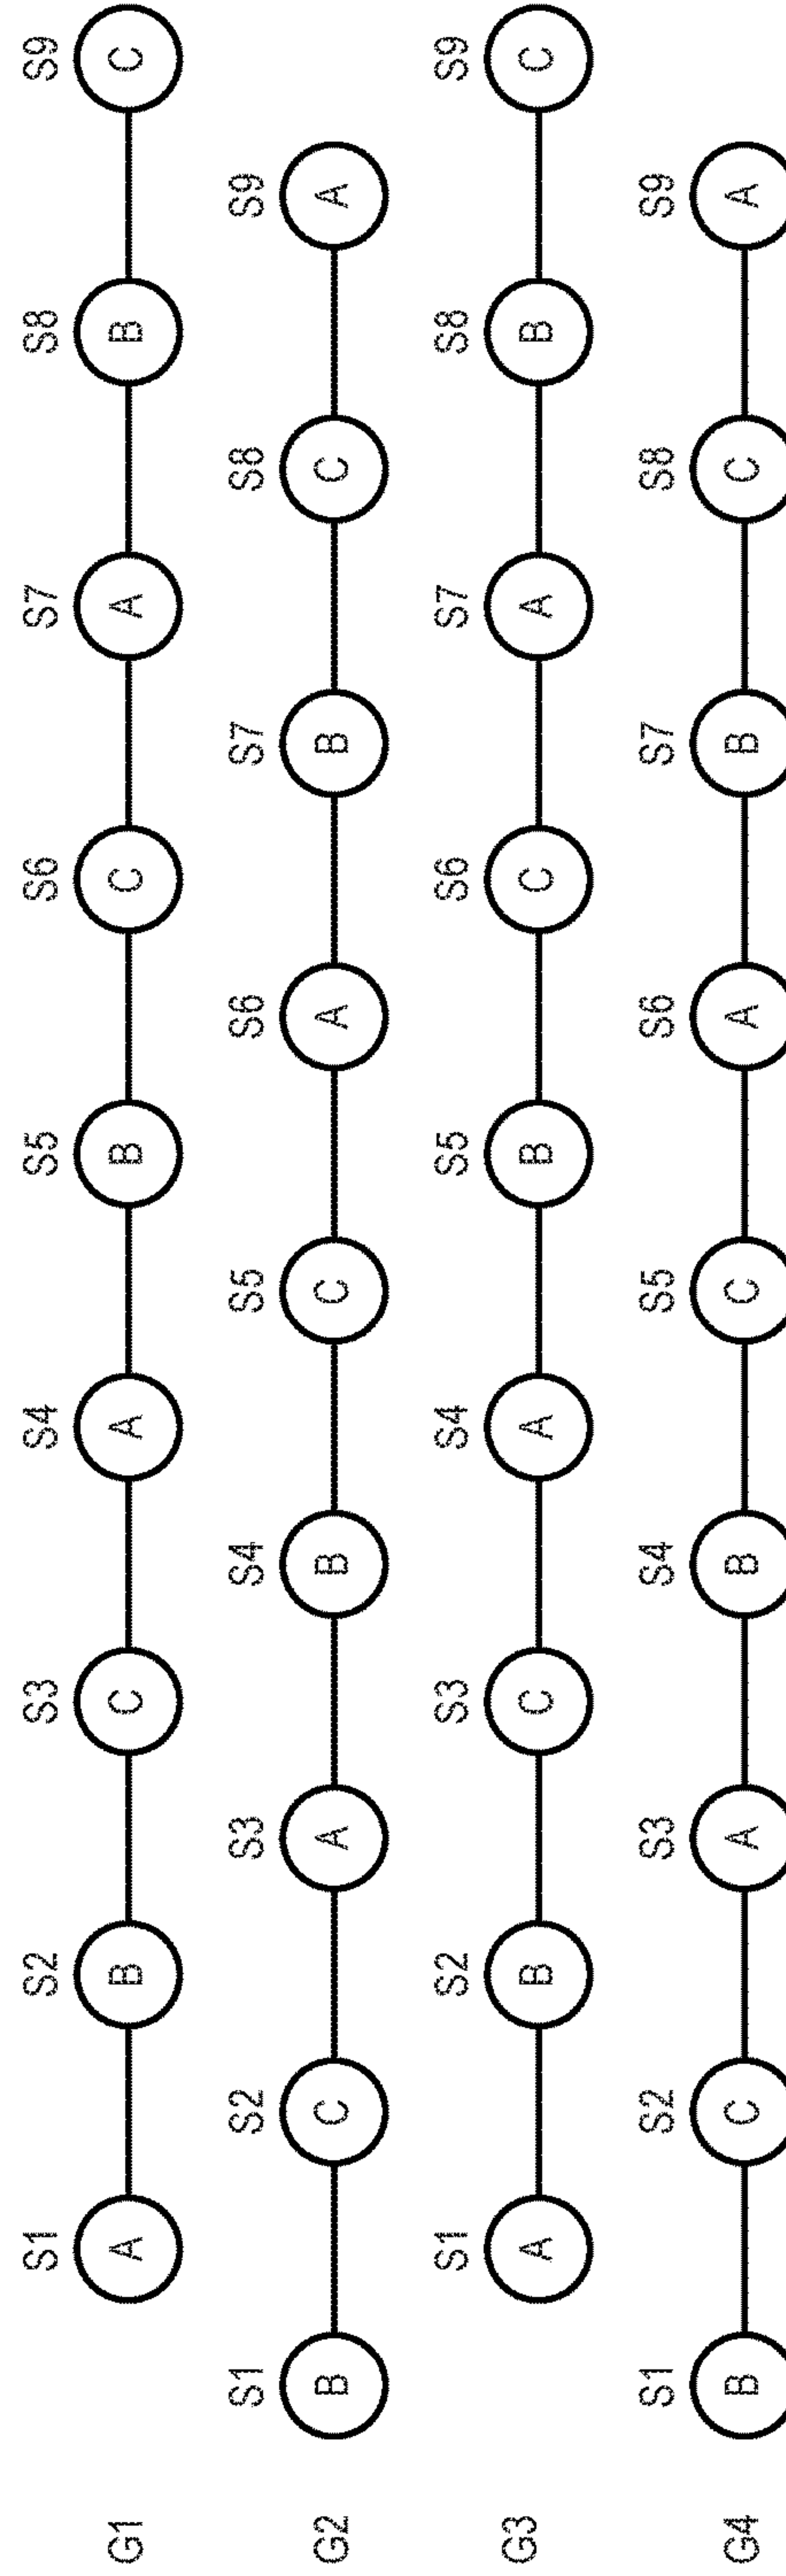 S1 S2 S3 S4 S5 S6 S7 S8 S9
G1 A B C A B C A B C
S1 S2 S3 S4 S5 S6 S7 S8 S9
G2 B C A B C A B C A
S1 S2 S3 S4 S5 S6 S7 S8 S9
G3 A B C A B C A B C
S1 S2 S3 S4 S5 S6 S7 S8 S9
G4 B C A B C A B C A